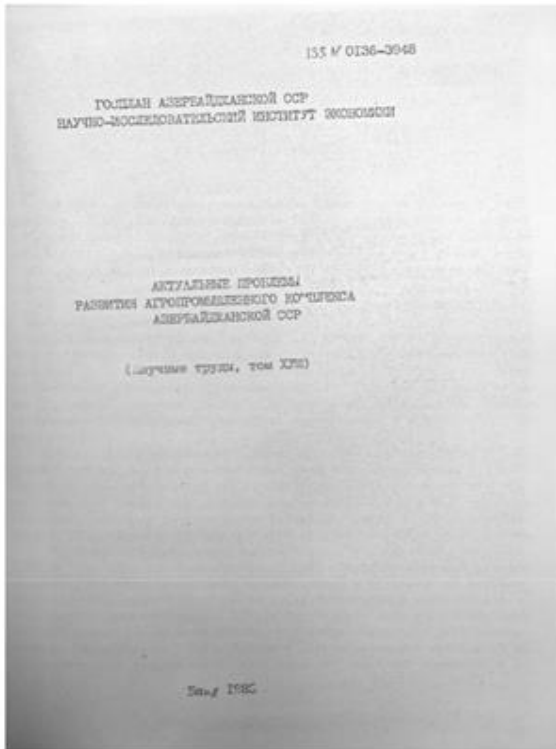 ISSN 0136-3948
ГОСПЛАН АЗЕРБАЙДЖАНСКОЙ ССР
НАУЧНО-ИССЛЕДОВАТЕЛЬСКИЙ ИНСТИТУТ ЭКОНОМИКИ
АКТУАЛЬНЫЕ ПРОБЛЕМЫ
РАЗВИТИЯ АГРОПРОМЫШЛЕННОГО КОМПЛЕКСА
АЗЕРБАЙДЖАНСКОЙ ССР
(Научные труды, том)
Баку